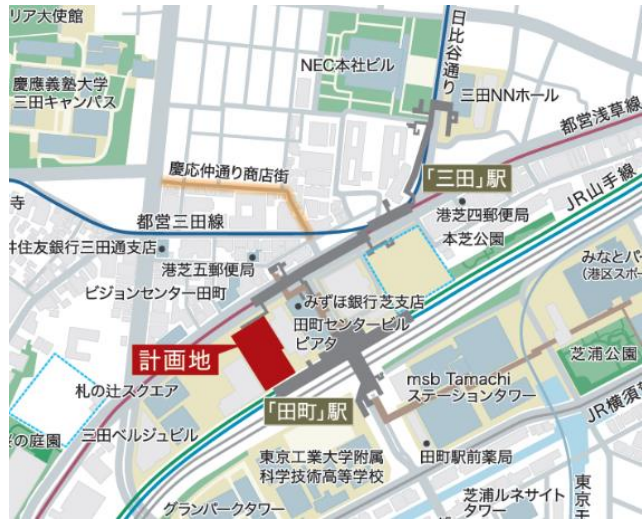 リア大使館
慶應義塾大学
三田キャンパス
NEC本社ビル
日比谷通り
三田NNホール
都営浅草線
慶応仲通り商店街
「三田」駅
JR山手線
寺
都営三田線
港芝四郵便局
本芝公園
井住友銀行三田通支店
港芝五郵便局
みなとパー
(港区スポー
ビジョンセンター田町
みずほ銀行芝支店
田町センタービル
ピアタ
計画地
芝浦公園
札の辻スクエア
msb Tamachi
ステーションタワー
「田町」駅
JR横須
の庭園
三田ベルジュビル
東京工業大学附属
科学技術高等学校
田町駅前薬局
グランパークタワー
芝浦ルネサイト
タワー
東京モ